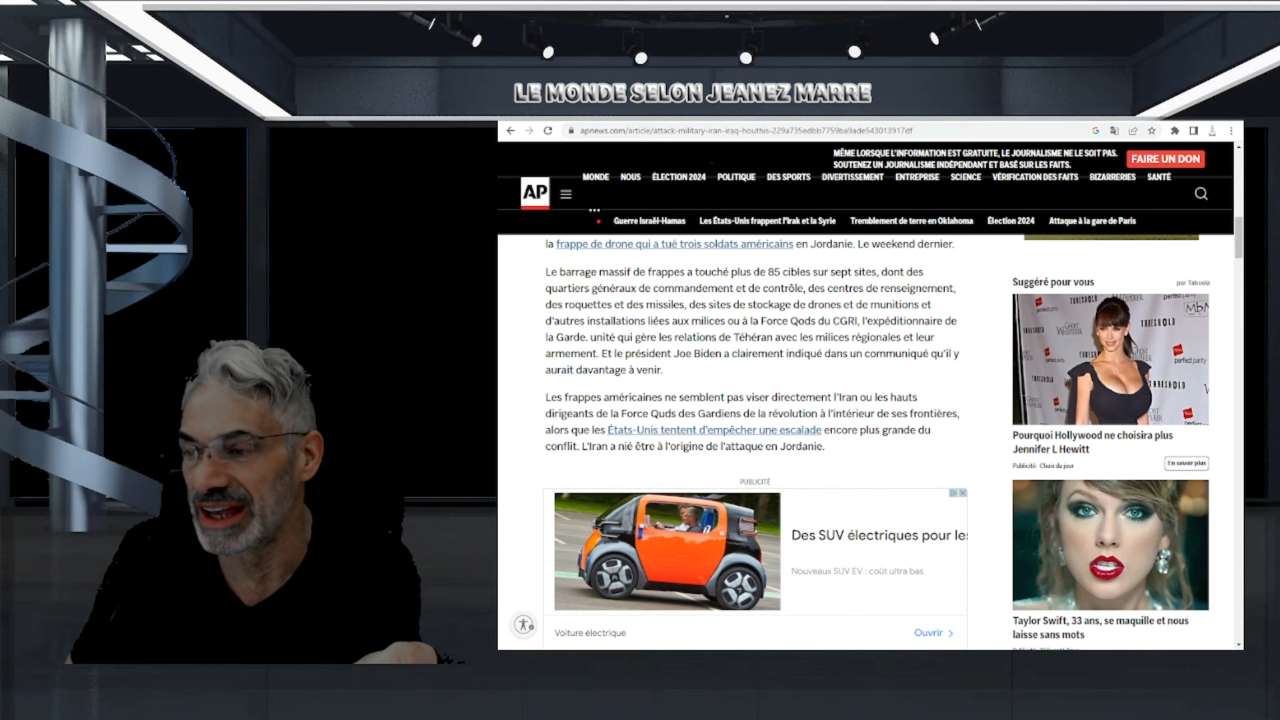 LE MONDE SELON JEANEZ MARRE
apnews.com/article/attack-military-iran-iraq-houthis-229a735edbb7759ba9ade543013917df
MÊME LORSQUE L'INFORMATION EST GRATUITE, LE JOURNALISME NE LE SOIT PAS.
SOUTENEZ UN JOURNALISME INDÉPENDANT ET BASÉ SUR LES FAITS.
FAIRE UN DON
AP
MONDE NOUS ÉLECTION 2024 POLITIQUE DES SPORTS DIVERTISSEMENT ENTREPRISE SCIENCE VÉRIFICATION DES FAITS BIZARRERIES SANTÉ
Guerre Israël-Hamas Les États-Unis frappent l'Irak et la Syrie Tremblement de terre en Oklahoma Élection 2024 Attaque à la gare de Paris
la frappe de drone qui a tué trois soldats américains en Jordanie. Le weekend dernier.
Le barrage massif de frappes a touché plus de 85 cibles sur sept sites, dont des
quartiers généraux de commandement et de contrôle, des centres de renseignement,
des roquettes et des missiles, des sites de stockage de drones et de munitions et
d'autres installations liées aux milices ou à la Force Qods du CGRI, l'expéditionnaire de
la Garde. unité qui gère les relations de Téhéran avec les milices régionales et leur
armement. Et le président Joe Biden a clairement indiqué dans un communiqué qu'il y
aurait davantage à venir.
Les frappes américaines ne semblent pas viser directement l'Iran ou les hauts
dirigeants de la Force Quds des Gardiens de la révolution à l'intérieur de ses frontières,
alors que les États-Unis tentent d'empêcher une escalade encore plus grande du
conflit. L'Iran a nié être à l'origine de l'attaque en Jordanie.
PUBLICITÉ
Des SUV électriques pour les
Nouveaux SUV EV : coût ultra bas
Voiture électrique
Ouvrir
Suggéré pour vous
par Taboola
Pourquoi Hollywood ne choisira plus
Jennifer L Hewitt
Publicité: Choix du jour
En savoir plus
Taylor Swift, 33 ans, se maquille et nous
laisse sans mots